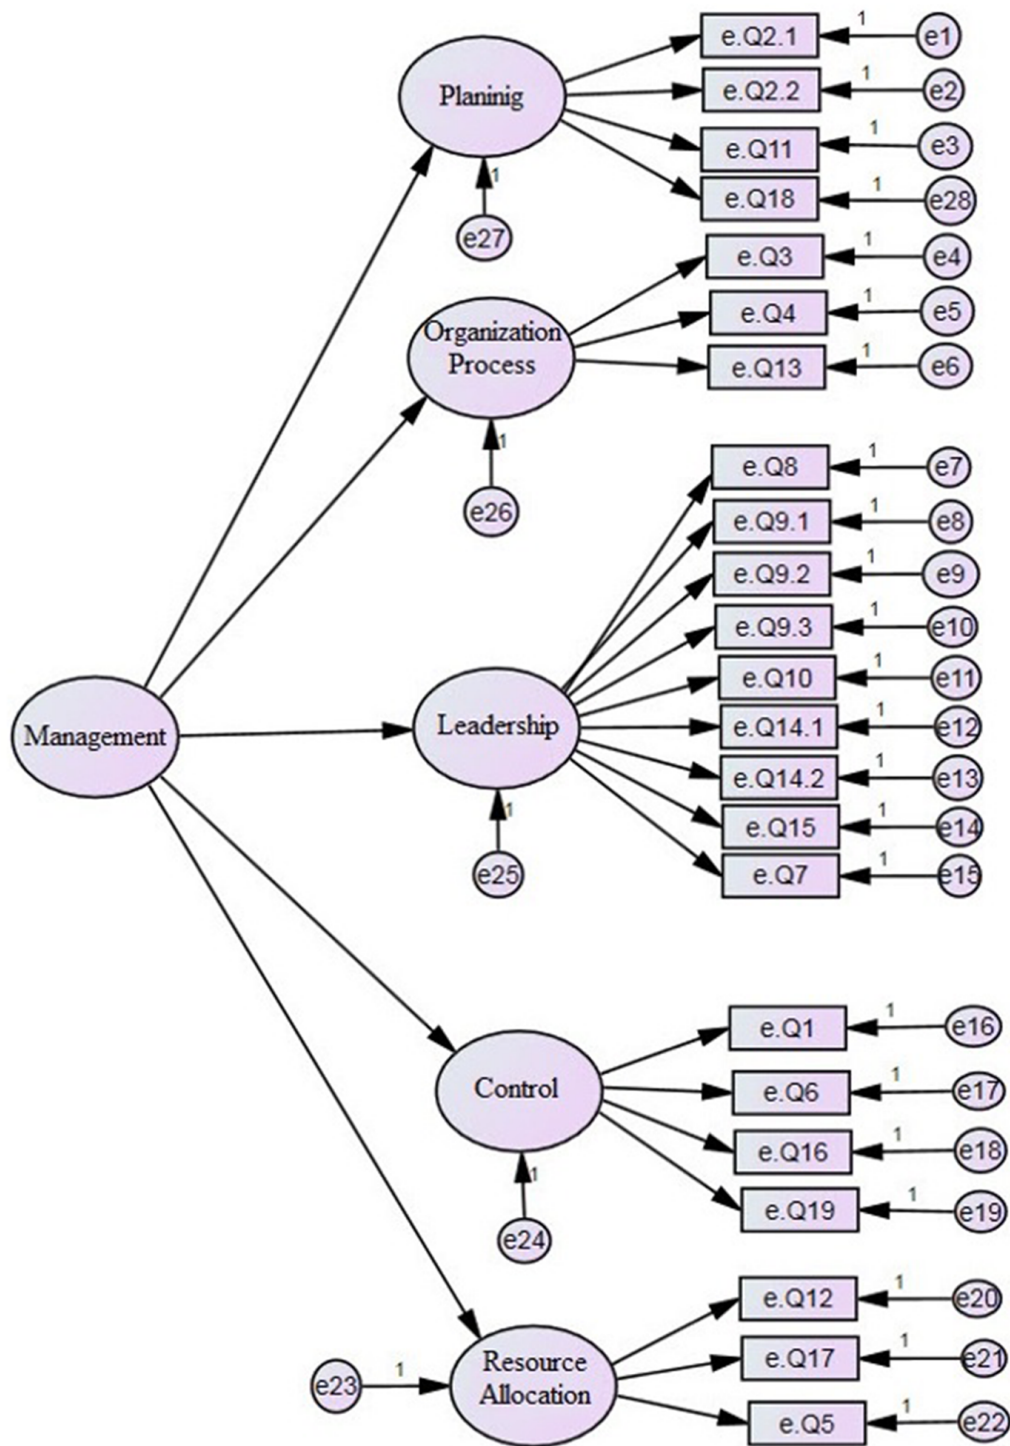 e.Q2.1
1
e1
Planinig
e.Q2.2
1
e2
e.Q11
1
e3
e.Q18
1
e28
1
e27
e.Q3
1
e4
Organization
Process
e.Q4
1
e5
e.Q13
1
e6
1
e26
e.Q8
1
e7
e.Q9.1
1
e8
e.Q9.2
1
e9
e.Q9.3
1
e10
e.Q10
1
e11
Management
Leadership
e.Q14.1
1
e12
e.Q14.2
1
e13
e.Q15
1
e14
e.Q7
1
e15
1
e25
e.Q1
1
e16
Control
e.Q6
1
e17
e.Q16
1
e18
e.Q19
1
e19
1
e24
e.Q12
1
e20
Resource
Allocation
e.Q17
1
e21
e23
1
e.Q5
1
e22